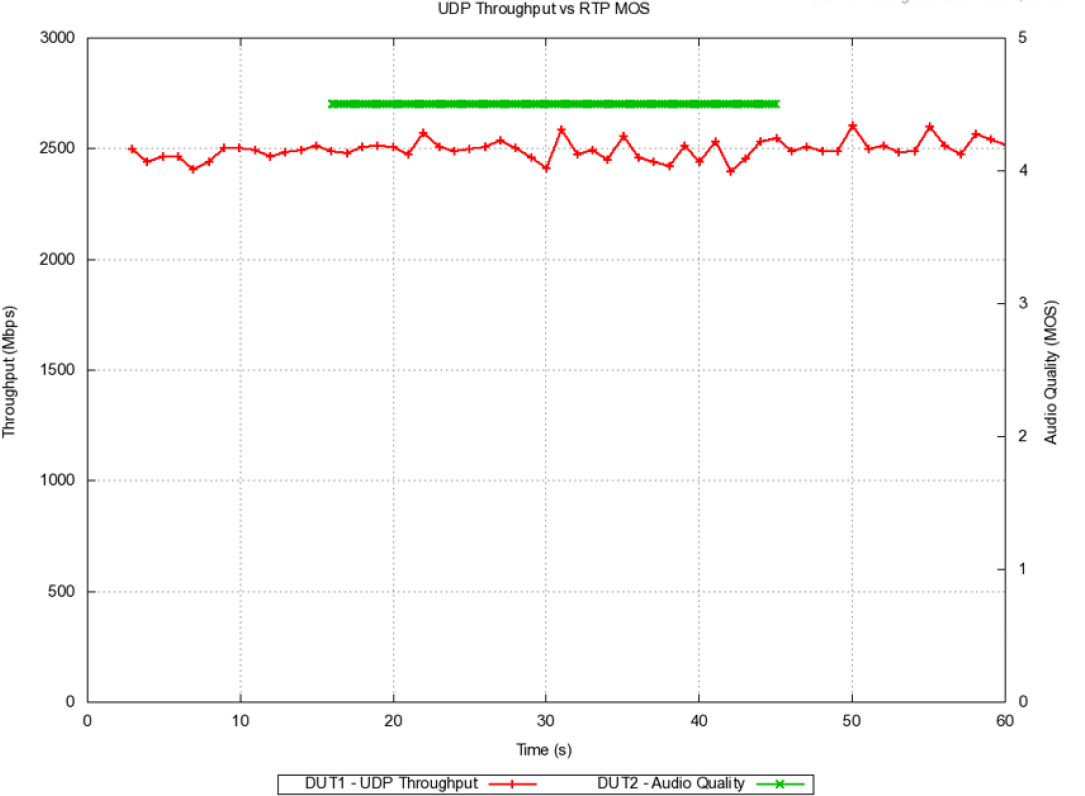 UDP Throughput vs RTP MOS
3000
2500
2000
1500
1000
500
0
5
4
3
2
1
0
0 10 20 30 40 50 60
Throughput (Mbps)
Audio Quality (MOS)
Time (s)
DUT1 - UDP Throughput DUT2 - Audio Quality